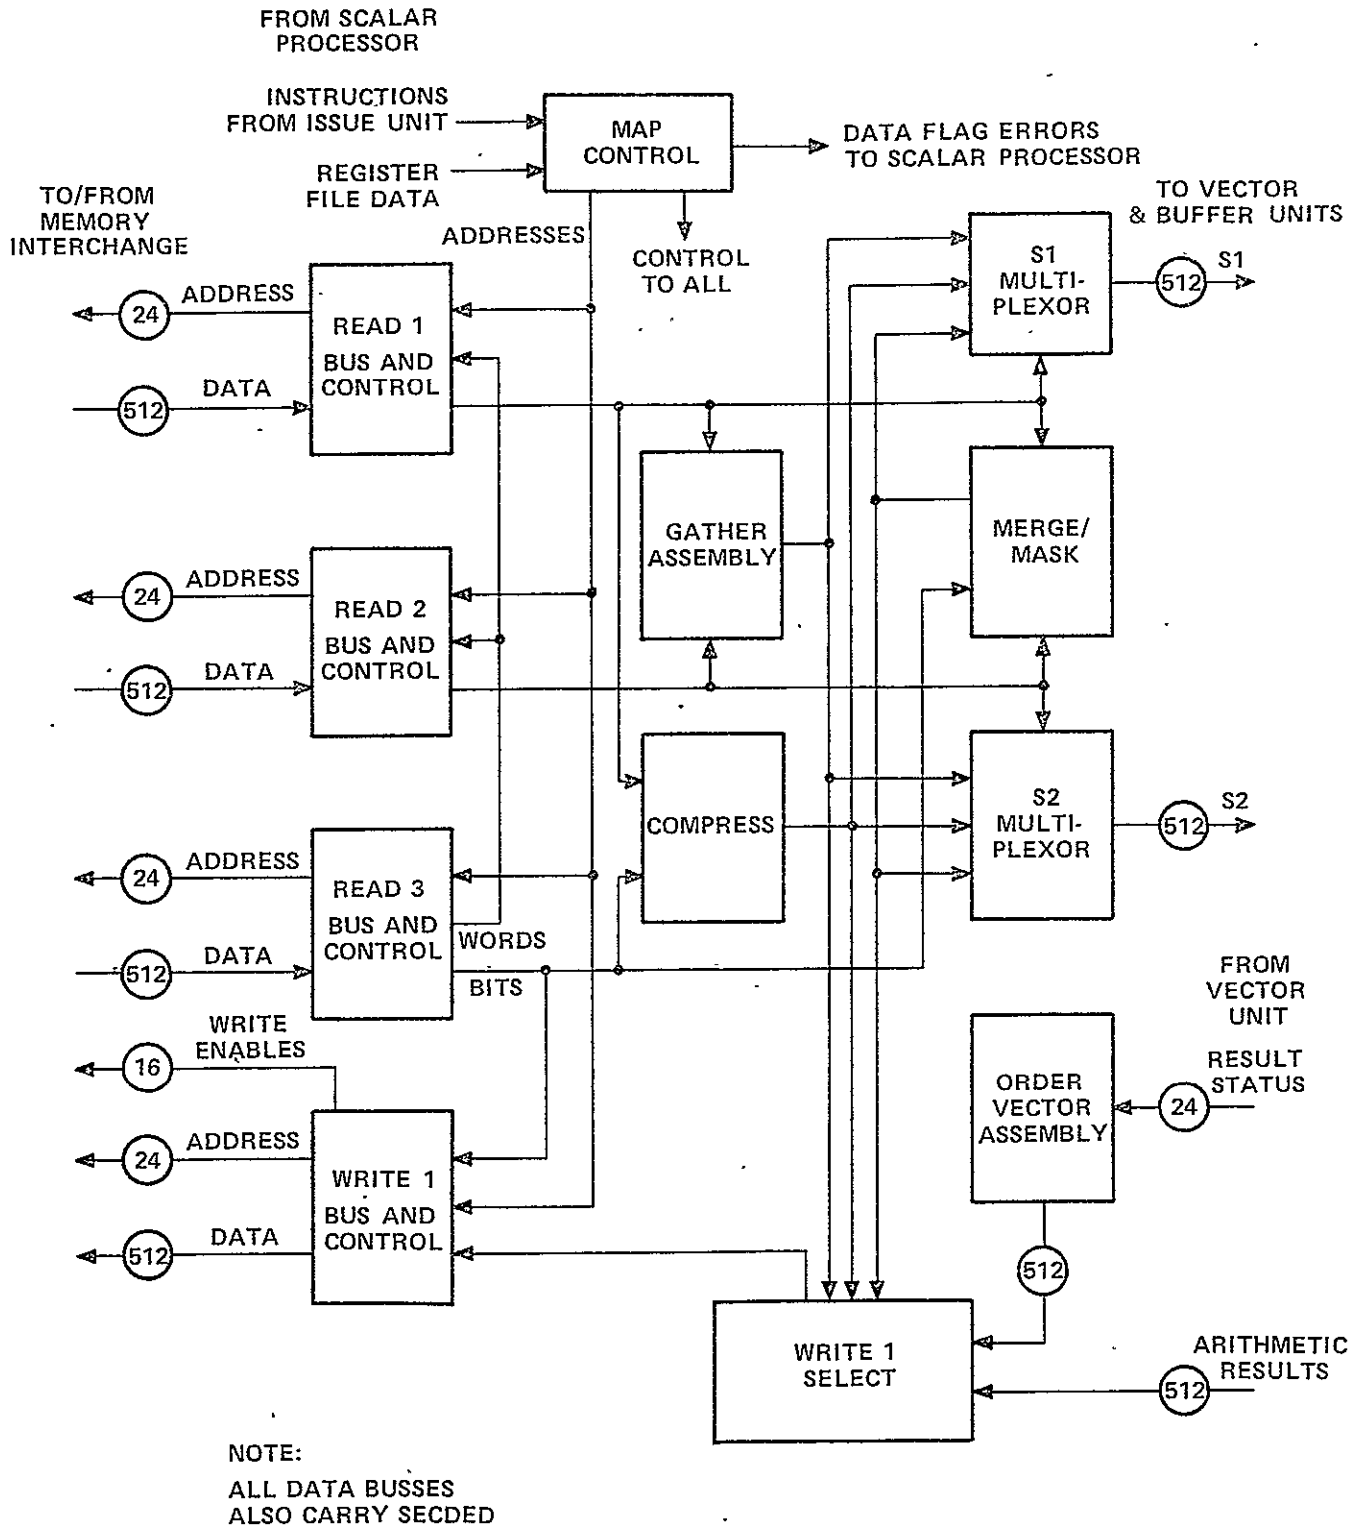 FROM SCALAR
PROCESSOR
INSTRUCTIONS
FROM ISSUE UNIT
REGISTER
FILE DATA
MAP
CONTROL
DATA FLAG ERRORS
TO SCALAR PROCESSOR
TO/FROM
MEMORY
INTERCHANGE
ADDRESSES
CONTROL
TO ALL
TO VECTOR
& BUFFER UNITS
S1
MULTI-
PLEXOR
512
S1
24
ADDRESS
512
DATA
READ 1
BUS AND
CONTROL
GATHER
ASSEMBLY
MERGE/
MASK
24
ADDRESS
512
DATA
READ 2
BUS AND
CONTROL
COMPRESS
S2
MULTI-
PLEXOR
512
S2
24
ADDRESS
512
DATA
READ 3
BUS AND
CONTROL
WORDS
BITS
FROM
VECTOR
UNIT
RESULT
STATUS
24
ORDER
VECTOR
ASSEMBLY
512
WRITE
ENABLES
16
24
ADDRESS
512
DATA
WRITE 1
BUS AND
CONTROL
WRITE 1
SELECT
ARITHMETIC
RESULTS
512
NOTE:
ALL DATA BUSSES
ALSO CARRY SECDED